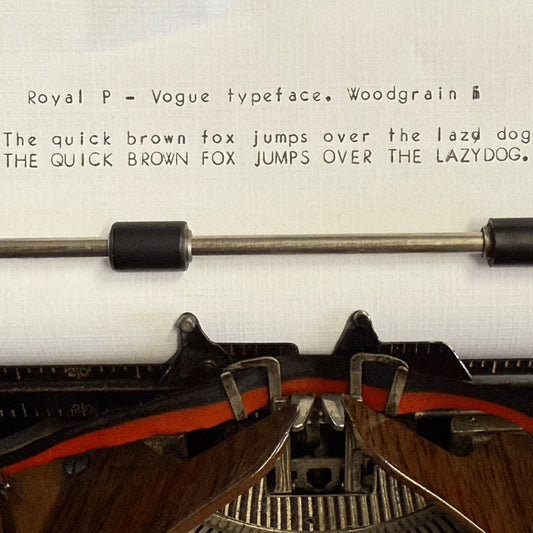 Royal P - Vogue typeface. Woodgrain
The quick brown fox jumps over the dog
THE QUICK BROWN FOX JUMPS OVER THE LAZYDOG.